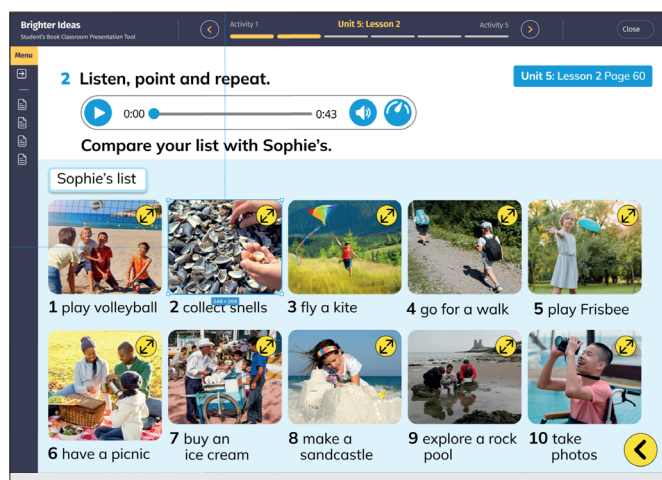 Brighter Ideas
Student's Book Classroom Presentation Tool
Activity 1
Unit 5: Lesson 2
Activity 5
Close
Menu
2 Listen, point and repeat.
Unit 5: Lesson 2 Page 60
0:00
0:43
Compare your list with Sophie's.
Sophie's list
1 play volleyball
2 collect shells
3 fly a kite
4 go for a walk
5 play Frisbee
248 × 206
6 have a picnic
7 buy an
ice cream
8 make a
sandcastle
9 explore a rock
pool
10 take
photos